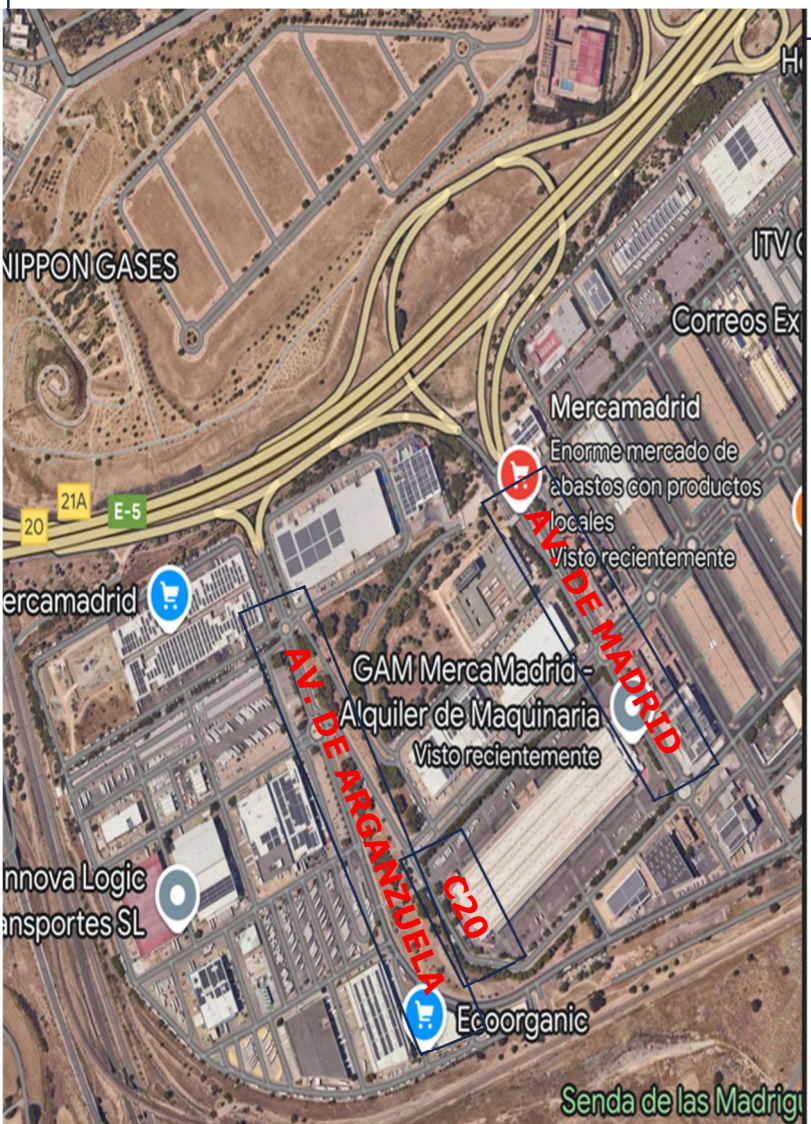 H
NIPPON GASES
ITV
Correos Ex
Mercamadrid
Enorme mercado de
abastos con productos
locales
Visto recientemente
21A
E-5
20
AV. DE MADRID
ercamadrid
GAM MercaMadrid -
Alquiler de Maquinaria
Visto recientemente
AV. DE ARGANZUELA
nnova Logic
ansportes SL
C20
Ecoorganic
Senda de las Madrig